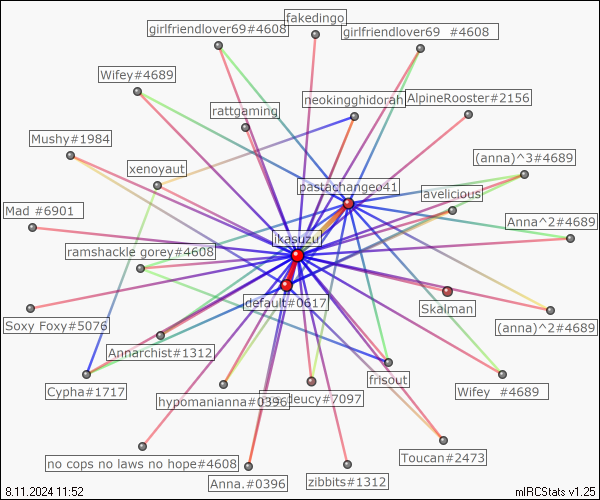 fakedingo
girlfriendlover69#4608
girlfriendlover69 #4608
Wifey#4689
neokingghidorah
AlpineRooster#2156
rattgaming
Mushy#1984
(anna)^3#4689
xenoyaut
pastachangeo41
avelicious
Mad #6901
Anna^2#4689
ikasuzu
ramshackle gorey#4608
default#0617
Skalman
Soxy Foxy#5076
(anna)^2#4689
Annarchist#1312
frisout
Cypha#1717
Wifey #4689
hypomanianna#0396
deucy#7097
Toucan#2473
no cops no laws no hope#4608
Anna.#0396
zibbits#1312
8.11.2024 11:52
mIRCStats v1.25